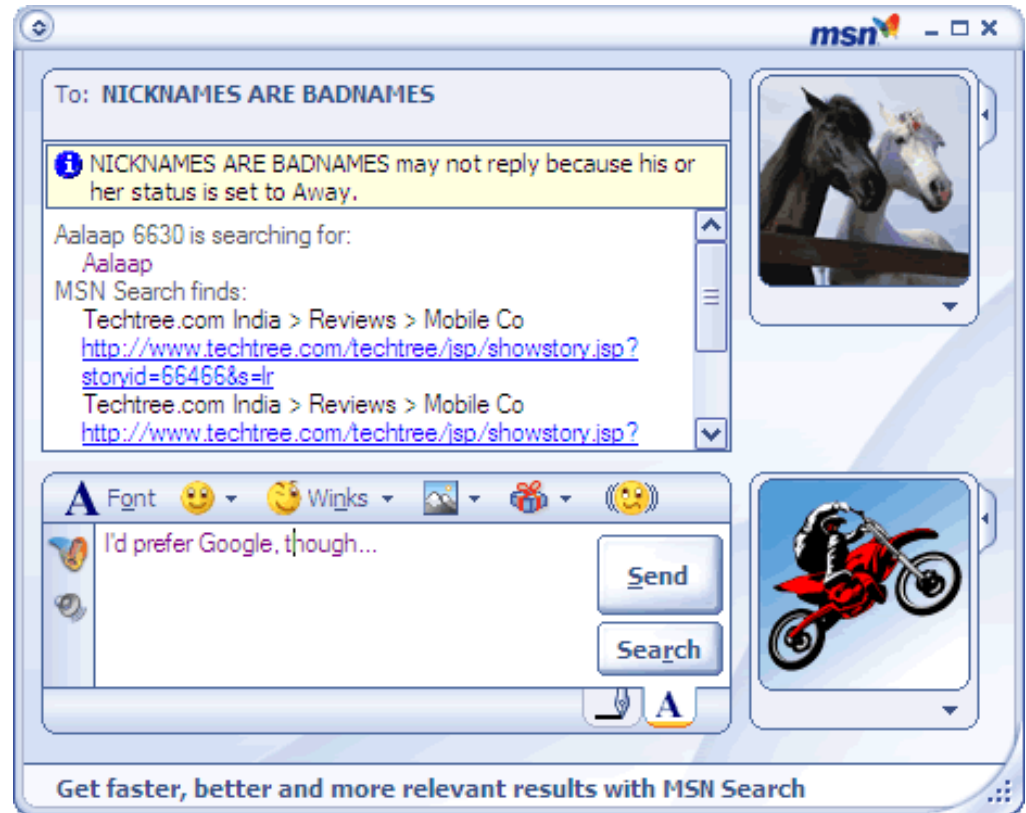 msn
To: NICKNAMES ARE BADNAMES
NICKNAMES ARE BADNAMES may not reply because his or
her status is set to Away.
Aalaap 6630 is searching for:
Aalaap
MSN Search finds:
Techtree.com India > Reviews > Mobile Co
http://www.techtree.com/techtree/jsp/showstory.jsp?
storyid=66466&s=lr
Techtree.com India > Reviews > Mobile Co
http://www.techtree.com/techtree/jsp/showstory.jsp?
A Font Winks
I'd prefer Google, though...
Send
Search
A
Get faster, better and more relevant results with MSN Search